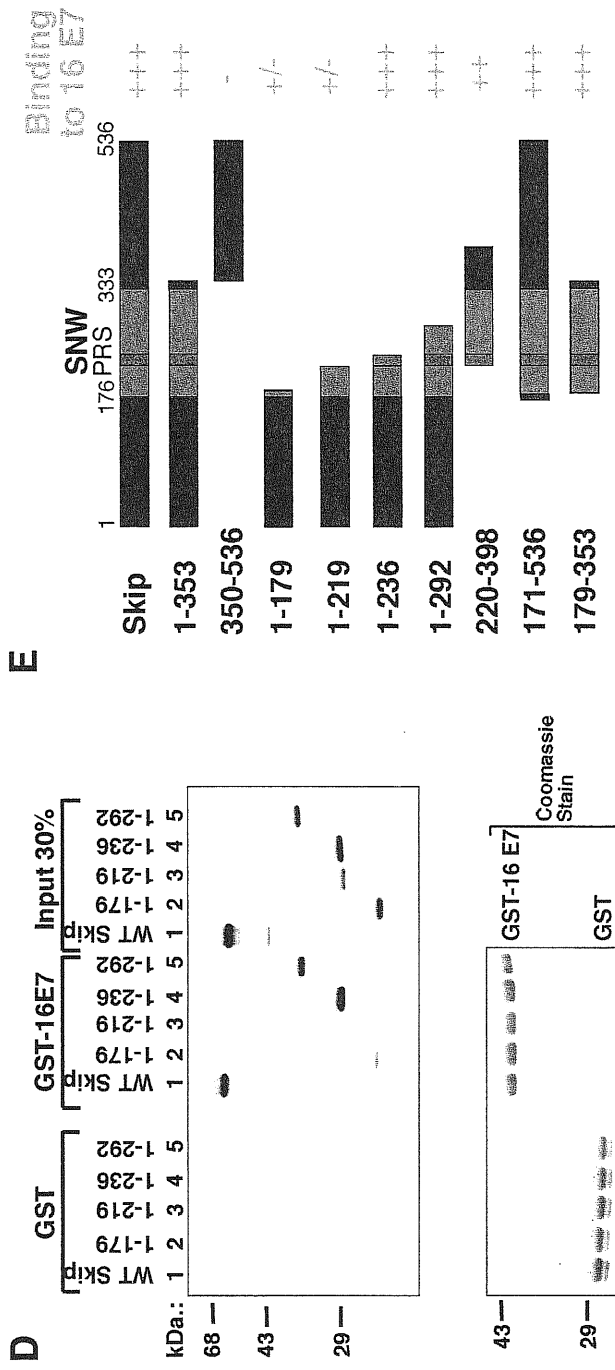 D
GST
GST-16E7
Input 30%
WT Skip 1-179 1-219 1-236 1-292 WT Skip 1-179 1-219 1-236 1-292 WT Skip 1-179 1-219 1-236 1-292
kDa.: 1 2 3 4 5 1 2 3 4 5 1 2 3 4 5
68
43
29
43
29
GST-16 E7
GST
Coomassie
Stain
E
SNW
Binding
to 16 E7
1 176 PRS 333 536
Skip +++
1-353 +++
350-536 -
1-179 +/-
1-219 +/-
1-236 +++
1-292 +++
220-398 ++
171-536 +++
179-353 +++